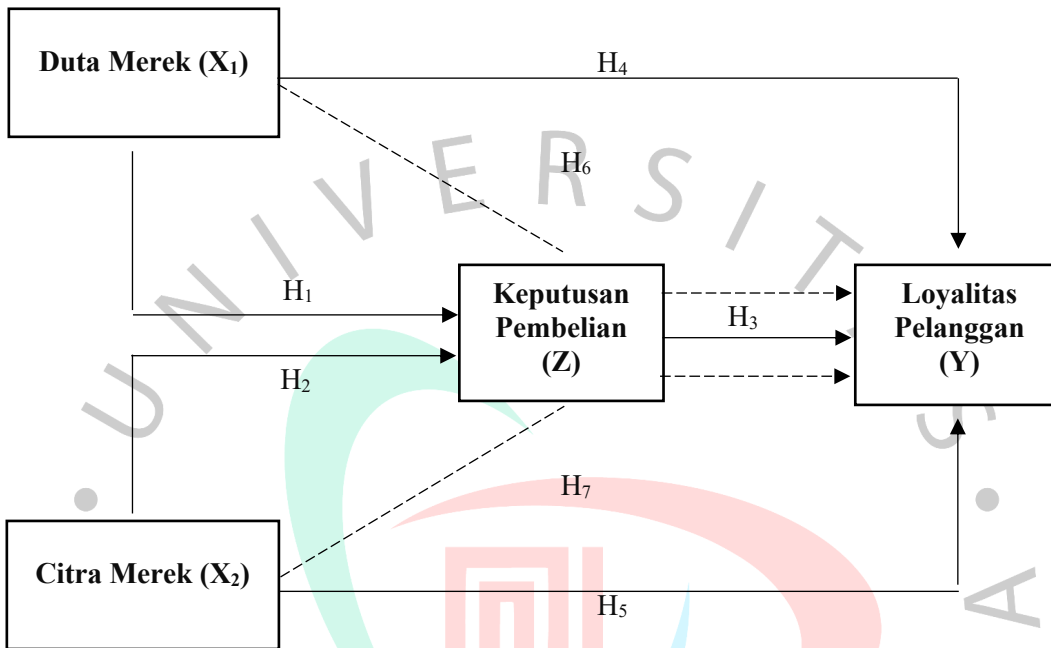 Duta Merek (X₁)
H₄
H₆
UNIVERSITAS
H₁
Keputusan
Pembelian
(Z)
H₃
Loyalitas
Pelanggan
(Y)
H₂
H₇
Citra Merek (X₂)
H₅
A